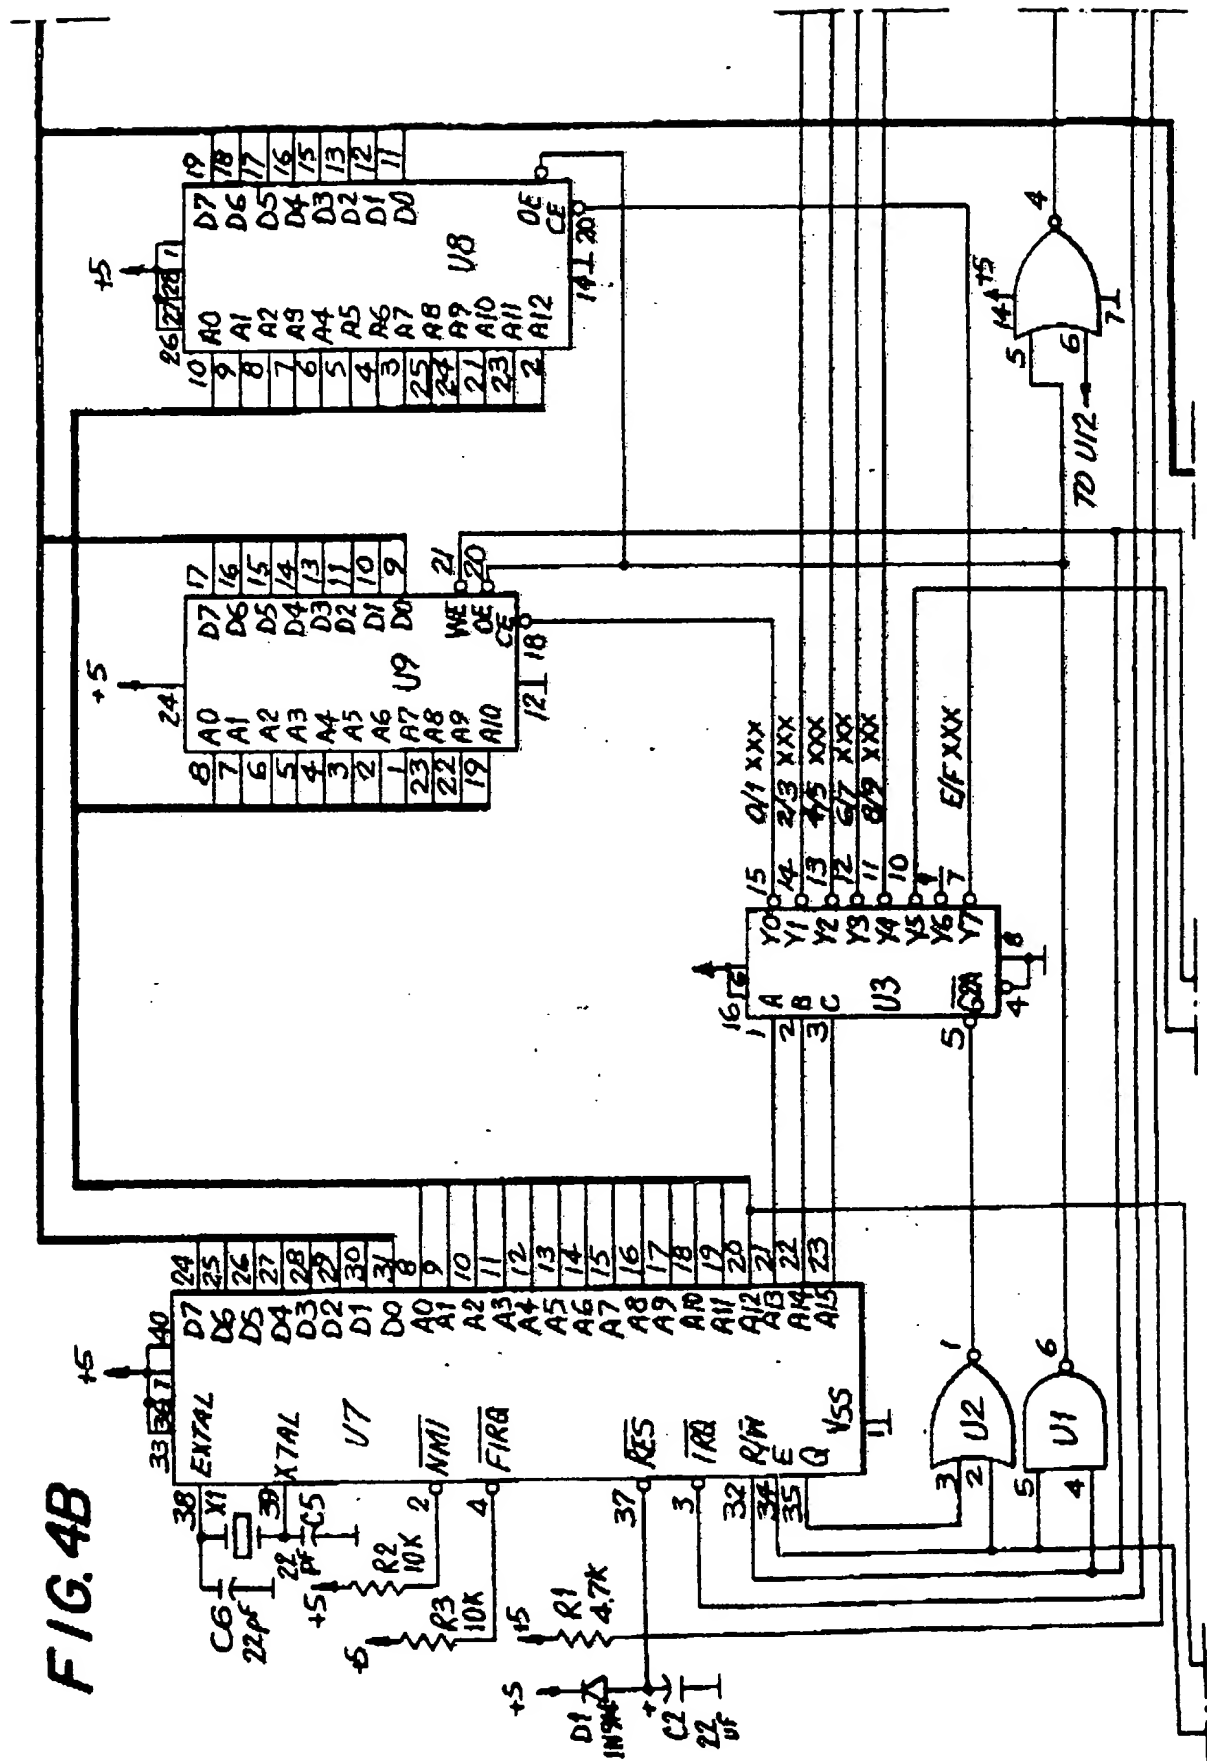 FIG. 4B
+5
33 36 7 40
38 EXTAL
X1
39 XTAL
C6
22pF
C5
22
pF
+5
R2
10K
2 NMI
+5
R3
10K
4 FIRQ
+5
R1
4.7K
+5
D1
+
C2
22
UF
37 RES
3 IRQ
32 R/W
34 E
35 Q
U7
VSS
1
D7 24
D6 25
D5 26
D4 27
D3 28
D2 29
D1 30
D0 31
A0 8
A1 9
A2 10
A3 11
A4 12
A5 13
A6 14
A7 15
A8 16
A9 17
A10 18
A11 19
A12 20
A13 21
A14 22
A15 23
3
2
U2
1
5
4
U1
6
16 6
1 A
2 B
3 C
U3
5 G2A
4
8
Y0 15 0/1 XXX
Y1 14 2/3 XXX
Y2 13 4/5 XXX
Y3 12 6/7 XXX
Y4 11 8/9 XXX
Y5 10
Y6
Y7 7 E/F XXX
+5
24
8 A0
7 A1
6 A2
5 A3
4 A4
3 A5
2 A6
1 A7
23 A8
22 A9
19 A10
U9
D7 17
D6 16
D5 15
D4 14
D3 13
D2 11
D1 10
D0 9
WE 21
OE 20
CE 18
12
+5
26 27 28 1
10 A0
9 A1
8 A2
7 A3
6 A4
5 A5
4 A6
3 A7
25 A8
24 A9
21 A10
23 A11
2 A12
U8
D7 19
D6 18
D5 17
D4 16
D3 15
D2 13
D1 12
D0 11
OE
CE 20
14
TO U12
5
6
14 +5
7
4